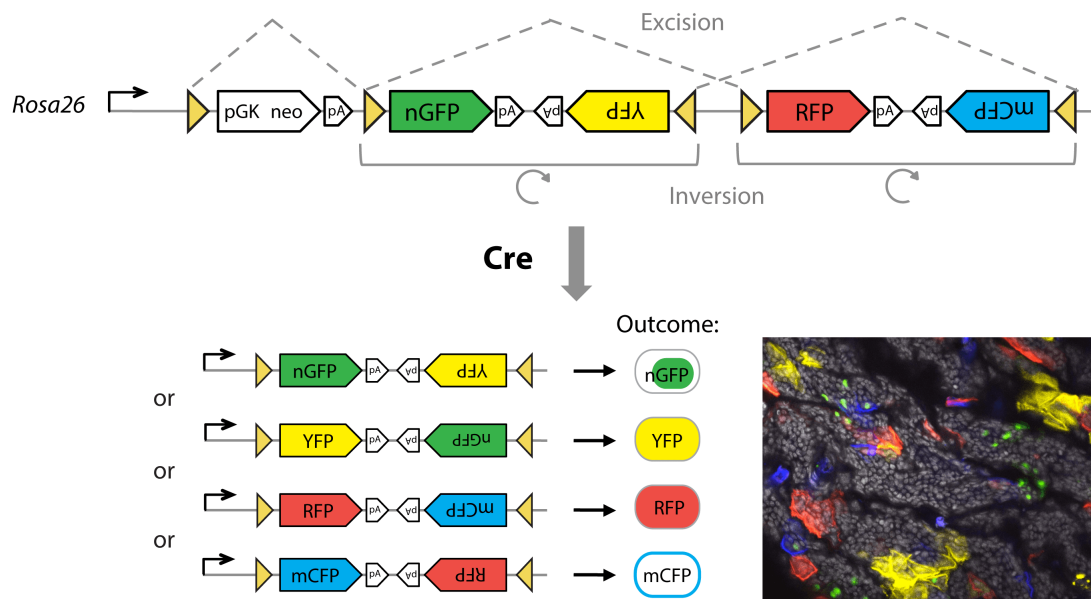 Excision
Rosa26
pGK neo pA nGFP pA pA YFP RFP pA pA mCFP
Inversion
Cre
Outcome:
nGFP pA pA YFP nGFP
or
YFP pA pA nGFP YFP
or
RFP pA pA mCFP RFP
or
mCFP pA pA RFP mCFP